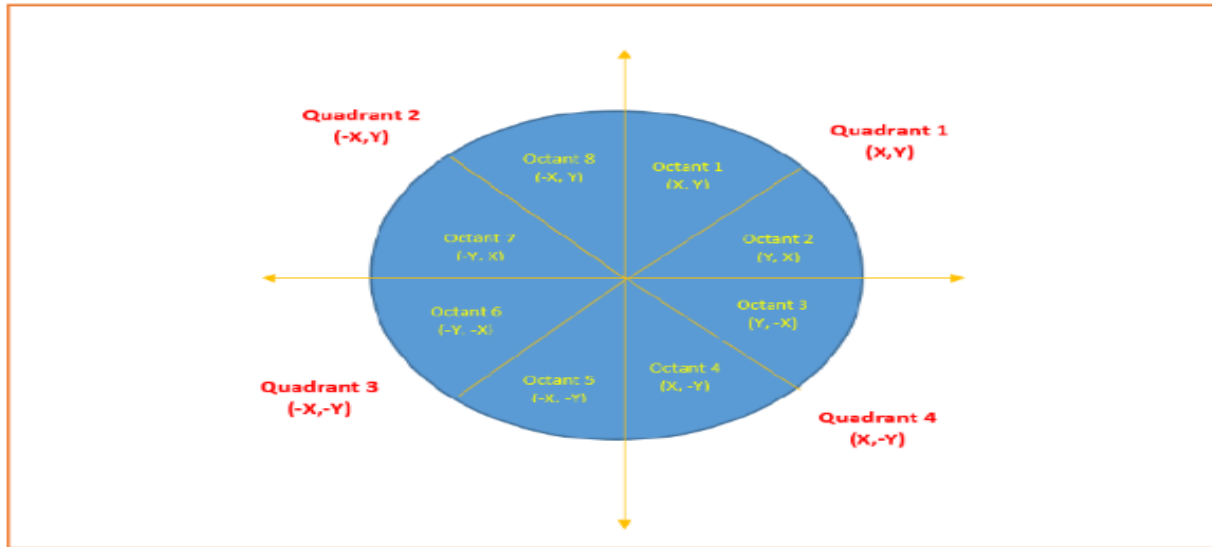 Quadrant 2
(-X,Y)
Quadrant 1
(X,Y)
Octant 8
(-X, Y)
Octant 1
(X, Y)
Octant 7
(-Y, X)
Octant 2
(Y, X)
Octant 6
(-Y, -X)
Octant 3
(Y, -X)
Octant 5
(-X, -Y)
Octant 4
(X, -Y)
Quadrant 3
(-X,-Y)
Quadrant 4
(X,-Y)